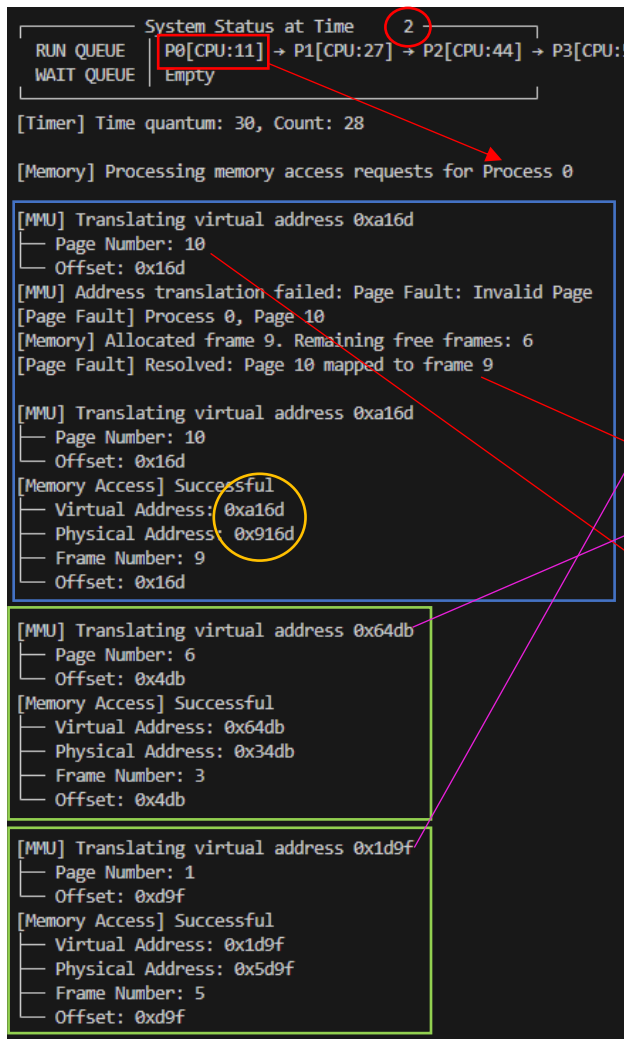 System Status at Time 2
RUN QUEUE | P0[CPU:11] → P1[CPU:27] → P2[CPU:44] → P3[CPU:
WAIT QUEUE | Empty
[Timer] Time quantum: 30, Count: 28
[Memory] Processing memory access requests for Process 0
[MMU] Translating virtual address 0xa16d
├─ Page Number: 10
└─ Offset: 0x16d
[MMU] Address translation failed: Page Fault: Invalid Page
[Page Fault] Process 0, Page 10
[Memory] Allocated frame 9. Remaining free frames: 6
[Page Fault] Resolved: Page 10 mapped to frame 9
[MMU] Translating virtual address 0xa16d
├─ Page Number: 10
└─ Offset: 0x16d
[Memory Access] Successful
├─ Virtual Address: 0xa16d
├─ Physical Address: 0x916d
├─ Frame Number: 9
└─ Offset: 0x16d
[MMU] Translating virtual address 0x64db
├─ Page Number: 6
└─ Offset: 0x4db
[Memory Access] Successful
├─ Virtual Address: 0x64db
├─ Physical Address: 0x34db
├─ Frame Number: 3
└─ Offset: 0x4db
[MMU] Translating virtual address 0x1d9f
├─ Page Number: 1
└─ Offset: 0xd9f
[Memory Access] Successful
├─ Virtual Address: 0x1d9f
├─ Physical Address: 0x5d9f
├─ Frame Number: 5
└─ Offset: 0xd9f